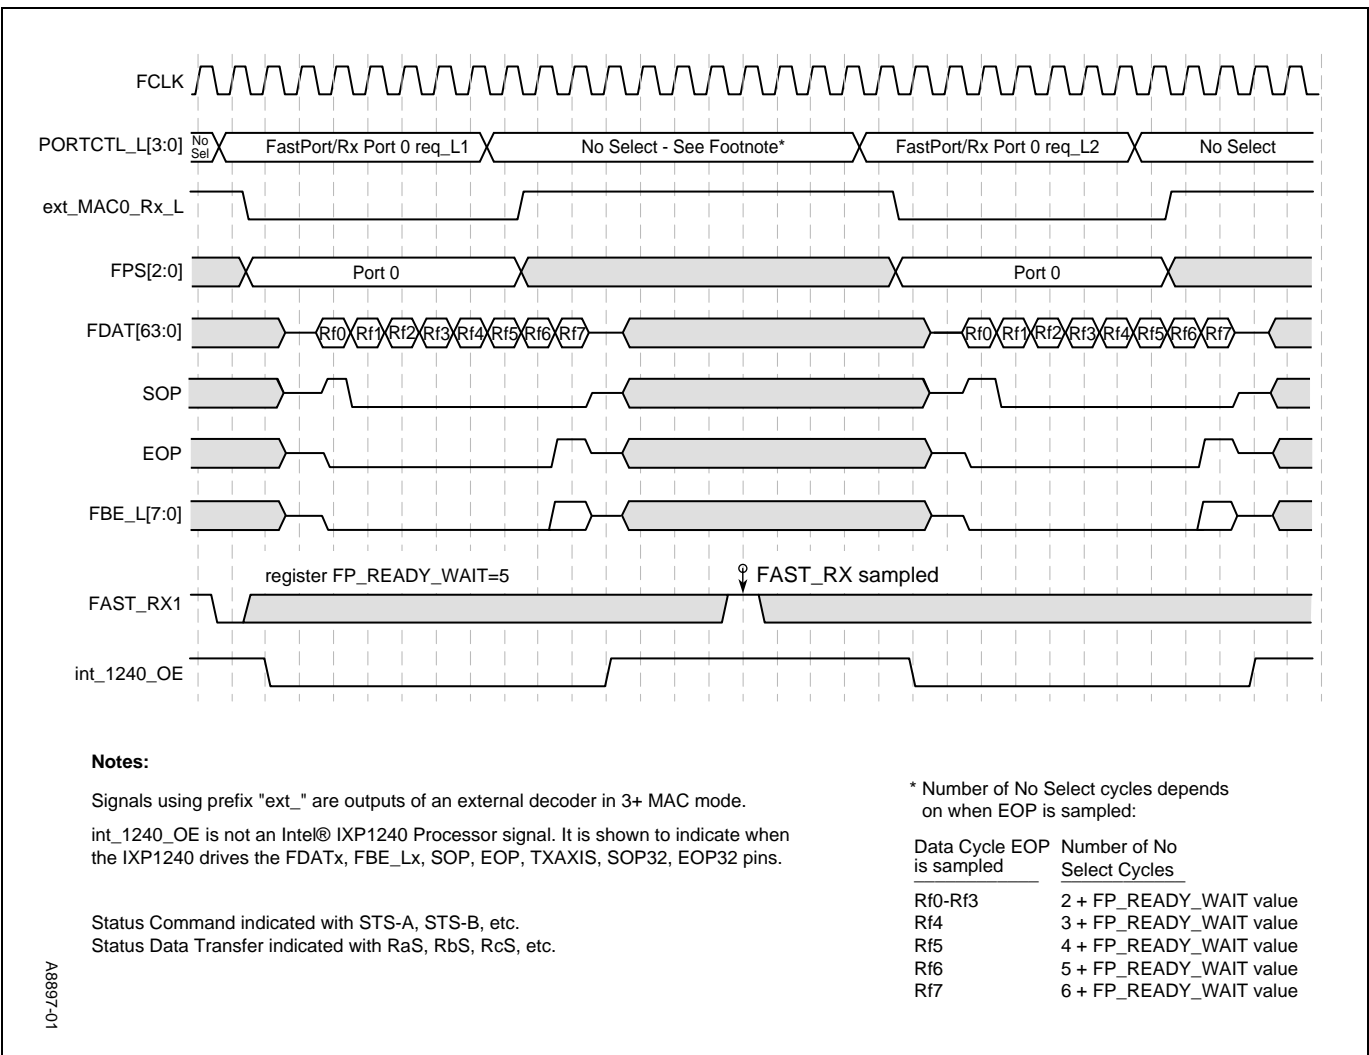 FCLK
PORTCTL_L[3:0]
No Sel
FastPort/Rx Port 0 req_L1
No Select - See Footnote*
FastPort/Rx Port 0 req_L2
No Select
ext_MAC0_Rx_L
FPS[2:0]
Port 0
Port 0
FDAT[63:0]
Rf0 Rf1 Rf2 Rf3 Rf4 Rf5 Rf6 Rf7
Rf0 Rf1 Rf2 Rf3 Rf4 Rf5 Rf6 Rf7
SOP
EOP
FBE_L[7:0]
register FP_READY_WAIT=5
FAST_RX sampled
FAST_RX1
int_1240_OE
Notes:
Signals using prefix "ext_" are outputs of an external decoder in 3+ MAC mode.
int_1240_OE is not an Intel® IXP1240 Processor signal. It is shown to indicate when
the IXP1240 drives the FDATx, FBE_Lx, SOP, EOP, TXAXIS, SOP32, EOP32 pins.
Status Command indicated with STS-A, STS-B, etc.
Status Data Transfer indicated with RaS, RbS, RcS, etc.
* Number of No Select cycles depends
on when EOP is sampled:
Data Cycle EOP Number of No
is sampled Select Cycles
Rf0-Rf3 2 + FP_READY_WAIT value
Rf4 3 + FP_READY_WAIT value
Rf5 4 + FP_READY_WAIT value
Rf6 5 + FP_READY_WAIT value
Rf7 6 + FP_READY_WAIT value
A8897-01